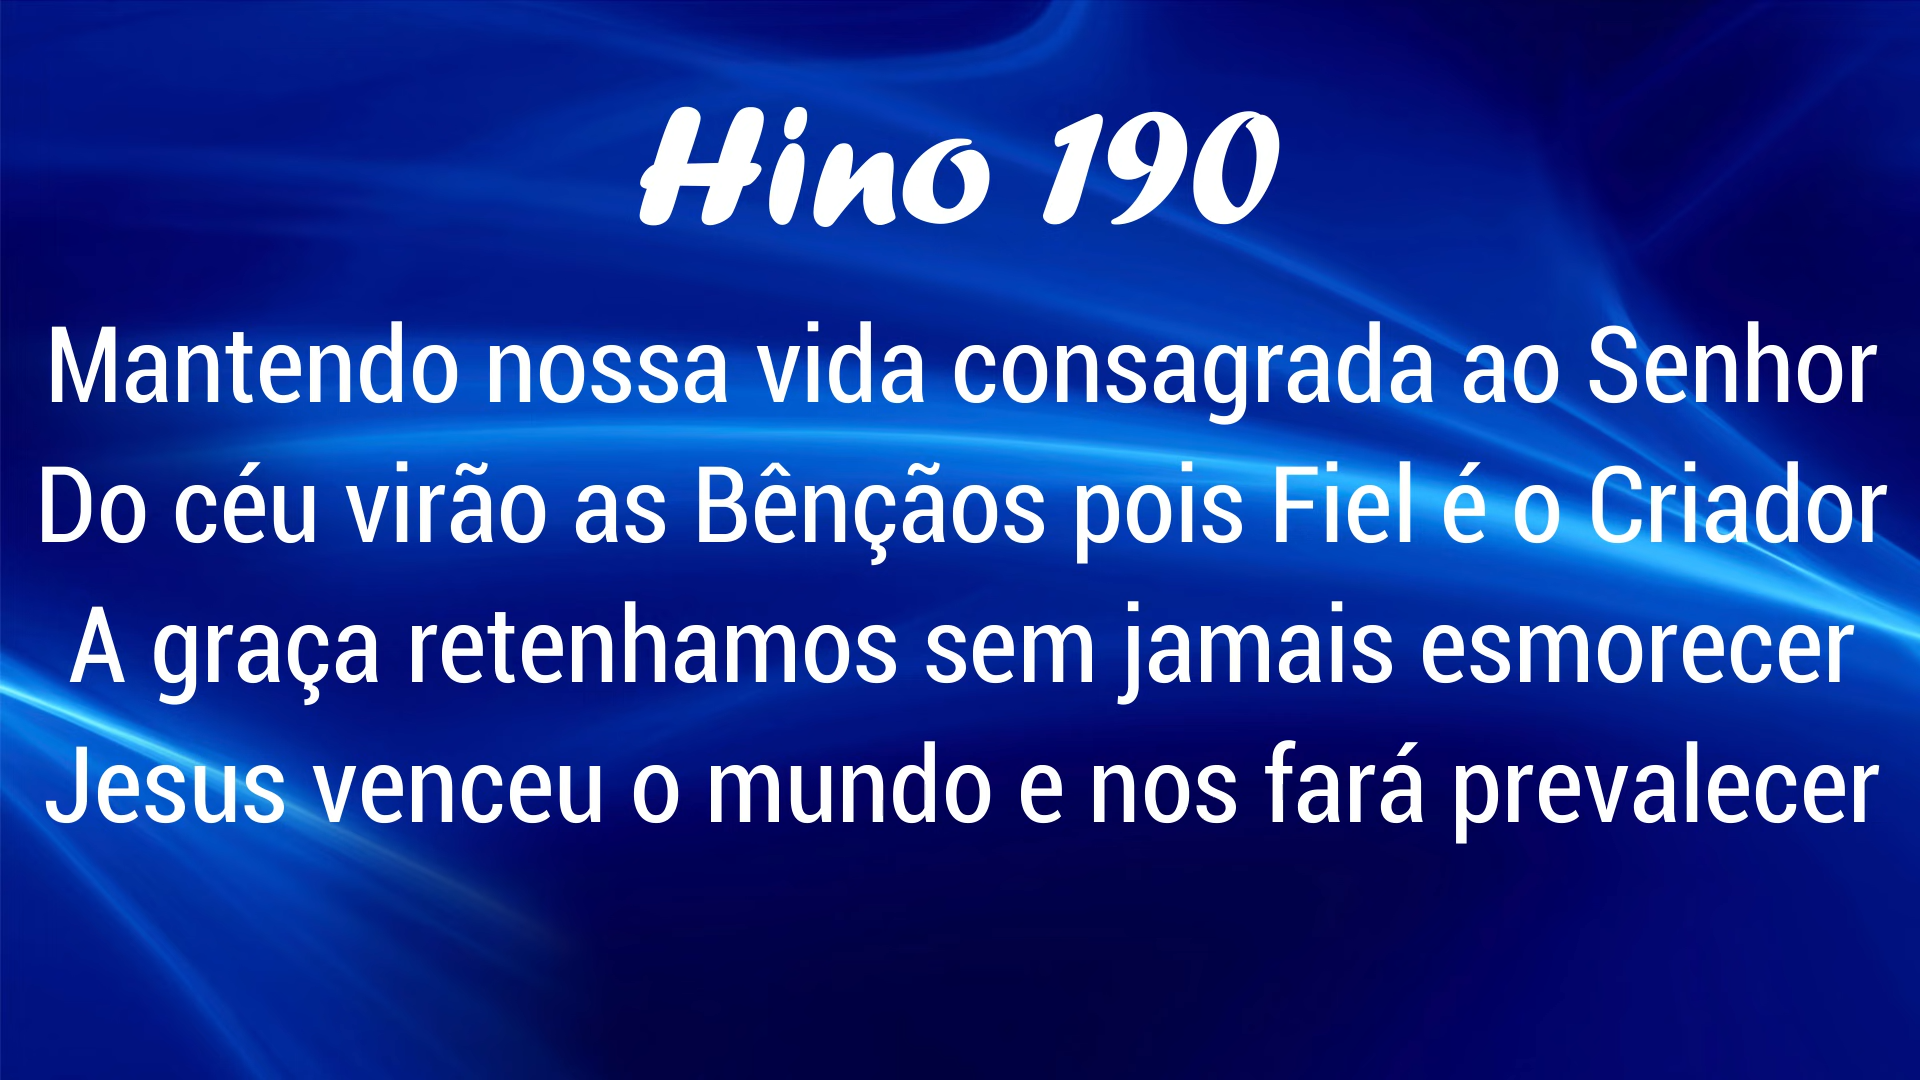 Hino 190
Mantendo nossa vida consagrada ao Senhor
Do céu virão as Bênçãos pois Fiel é o Criador
A graça retenhamos sem jamais esmorecer
Jesus venceu o mundo e nos fará prevalecer